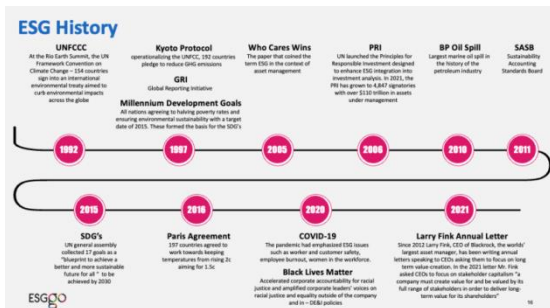 ESG History
UNFCCC
At the Rio Earth Summit, the UN
Framework Convention on
Climate Change – 154 countries
sign into an international
environmental treaty aimed to
curb environmental impacts
across the globe
Kyoto Protocol
operationalizing the UNFCC, 192 countries
pledge to reduce GHG emissions
GRI
Global Reporting Initiative
Millennium Development Goals
All nations agreeing to halving poverty rates and
ensuring environmental sustainability with a target
date of 2015. These formed the basis for the SDG's
Who Cares Wins
The paper that coined the
term ESG in the context of
asset management
PRI
UN launched the Principles for
Responsible Investment designed
to enhance ESG integration into
investment analysis. In 2021, the
PRI has grown to 4,847 signatories
with over $110 trillion in assets
under management
BP Oil Spill
Largest marine oil spill in
the history of the
petroleum industry
SASB
Sustainability
Accounting
Standards Board
1992
1997
2005
2006
2010
2011
2015
2016
2020
2021
SDG's
UN general assembly
collected 17 goals as a
"blueprint to achieve a
better and more sustainable
future for all" to be
achieved by 2030
Paris Agreement
197 countries agreed to
work towards keeping
temperatures from rising 2c
aiming for 1.5c
COVID-19
The pandemic had emphasized ESG issues
such as worker and customer safety,
employee burnout, women in the workforce.
Black Lives Matter
Accelerated corporate accountability for racial
justice and amplified corporate leaders' voices on
racial justice and equality outside of the company
and in – DE&I policies
Larry Fink Annual Letter
Since 2012 Larry Fink, CEO of Blackrock, the worlds'
largest asset manager, has been writing annual
letters speaking to CEOs asking them to focus on long
term value creation. In the 2021 letter Mr. Fink
asked CEOs to focus on stakeholder capitalism "a
company must create value for and be valued by its
full range of stakeholders in order to deliver long-
term value for its shareholders"
ESGgo